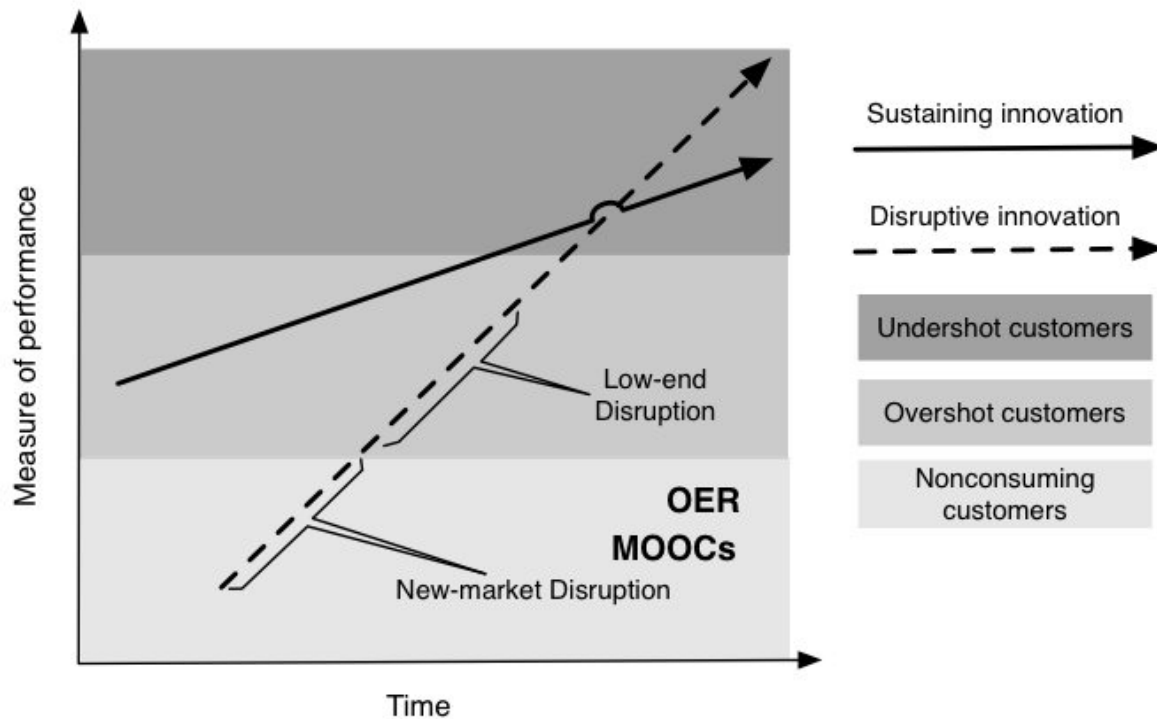 Measure of performance
Low-end
Disruption
OER
MOOCs
New-market Disruption
Time
Sustaining innovation
Disruptive innovation
Undershot customers
Overshot customers
Nonconsuming
customers